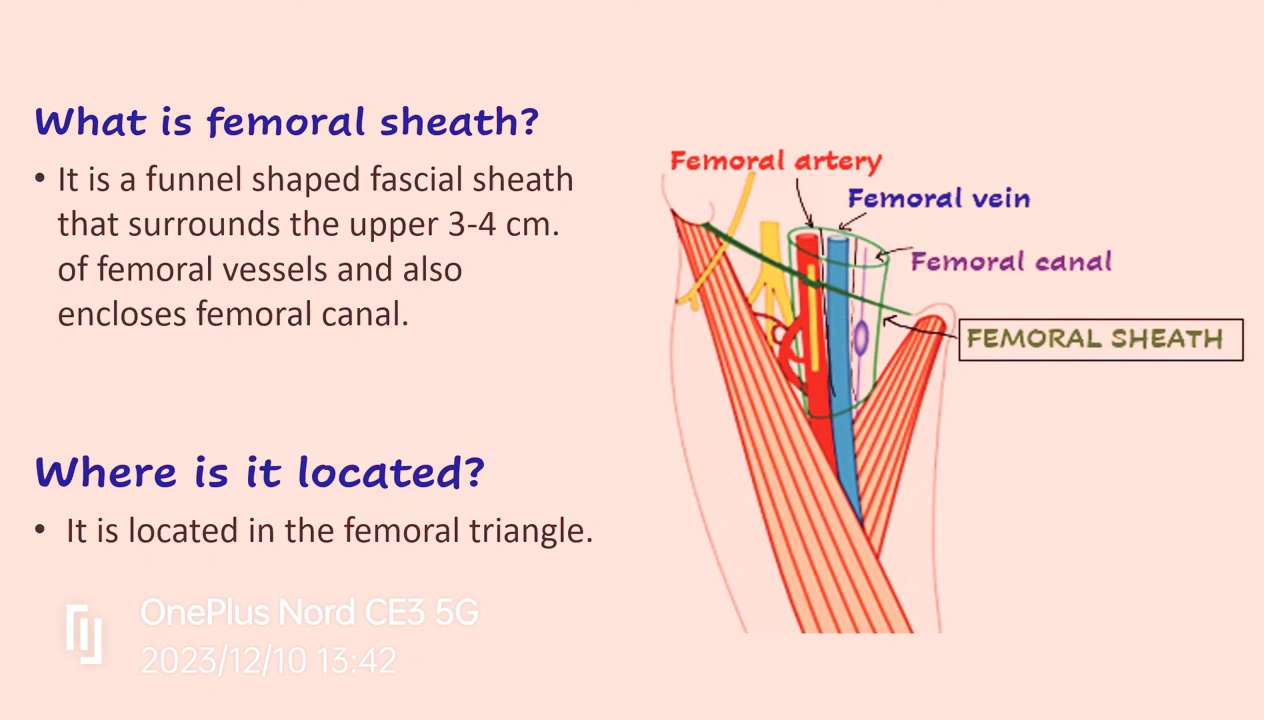 What is femoral sheath?
• It is a funnel shaped fascial sheath
that surrounds the upper 3-4 cm.
of femoral vessels and also
encloses femoral canal.
Where is it located?
• It is located in the femoral triangle.
Femoral artery
Femoral vein
Femoral canal
FEMORAL SHEATH
OnePlus Nord CE3 5G
2023/12/10 13:42